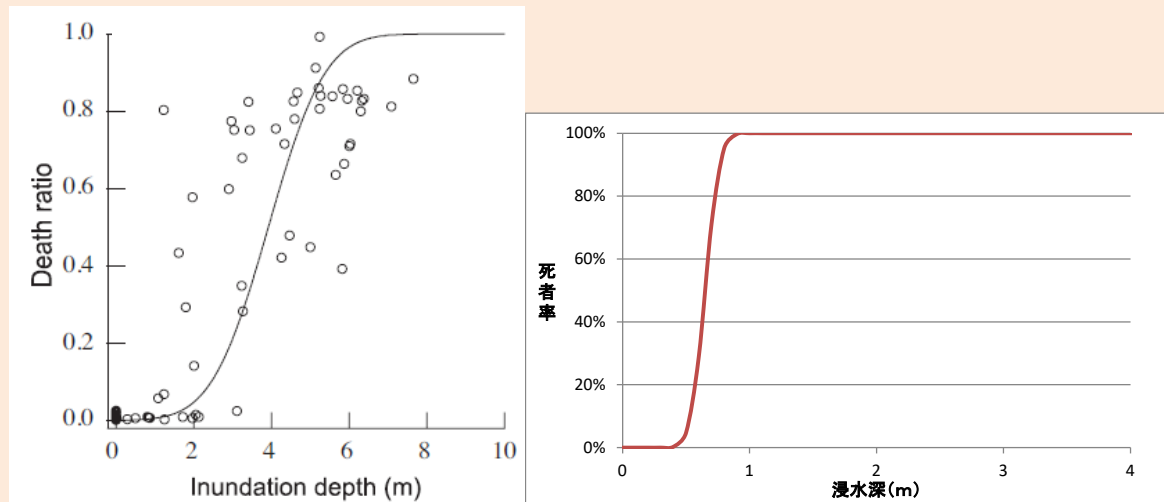 1.0
0.8
0.6
0.4
0.2
0.0
Death ratio
0 2 4 6 8 10
Inundation depth (m)
100%
80%
60%
40%
20%
0%
死者率
0 1 2 3 4
浸水深(m)